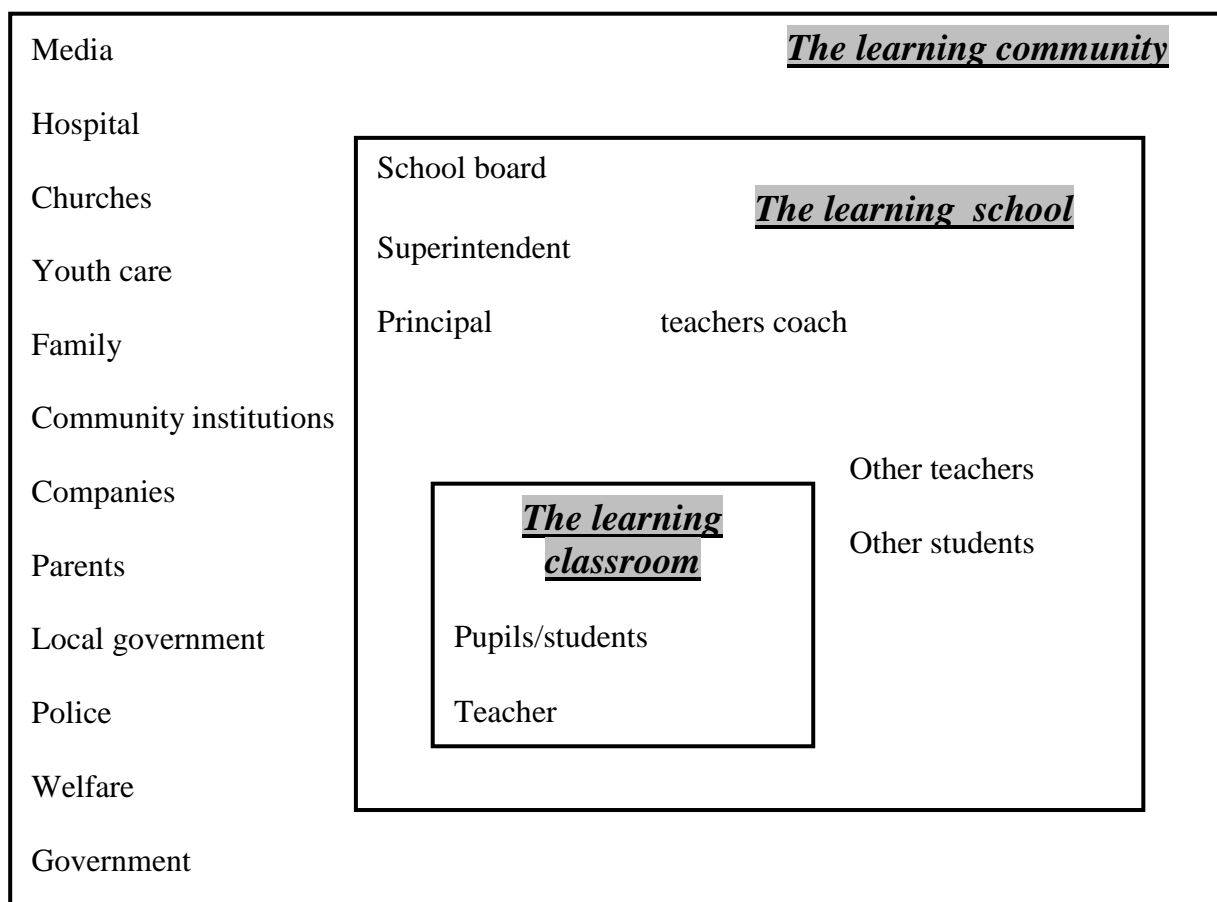 Media
The learning community
Hospital
Churches
Youth care
Family
Community institutions
Companies
Parents
Local government
Police
Welfare
Government
School board
The learning  school
Superintendent
Principal
teachers coach
Other teachers
Other students
The learning
classroom
Pupils/students
Teacher